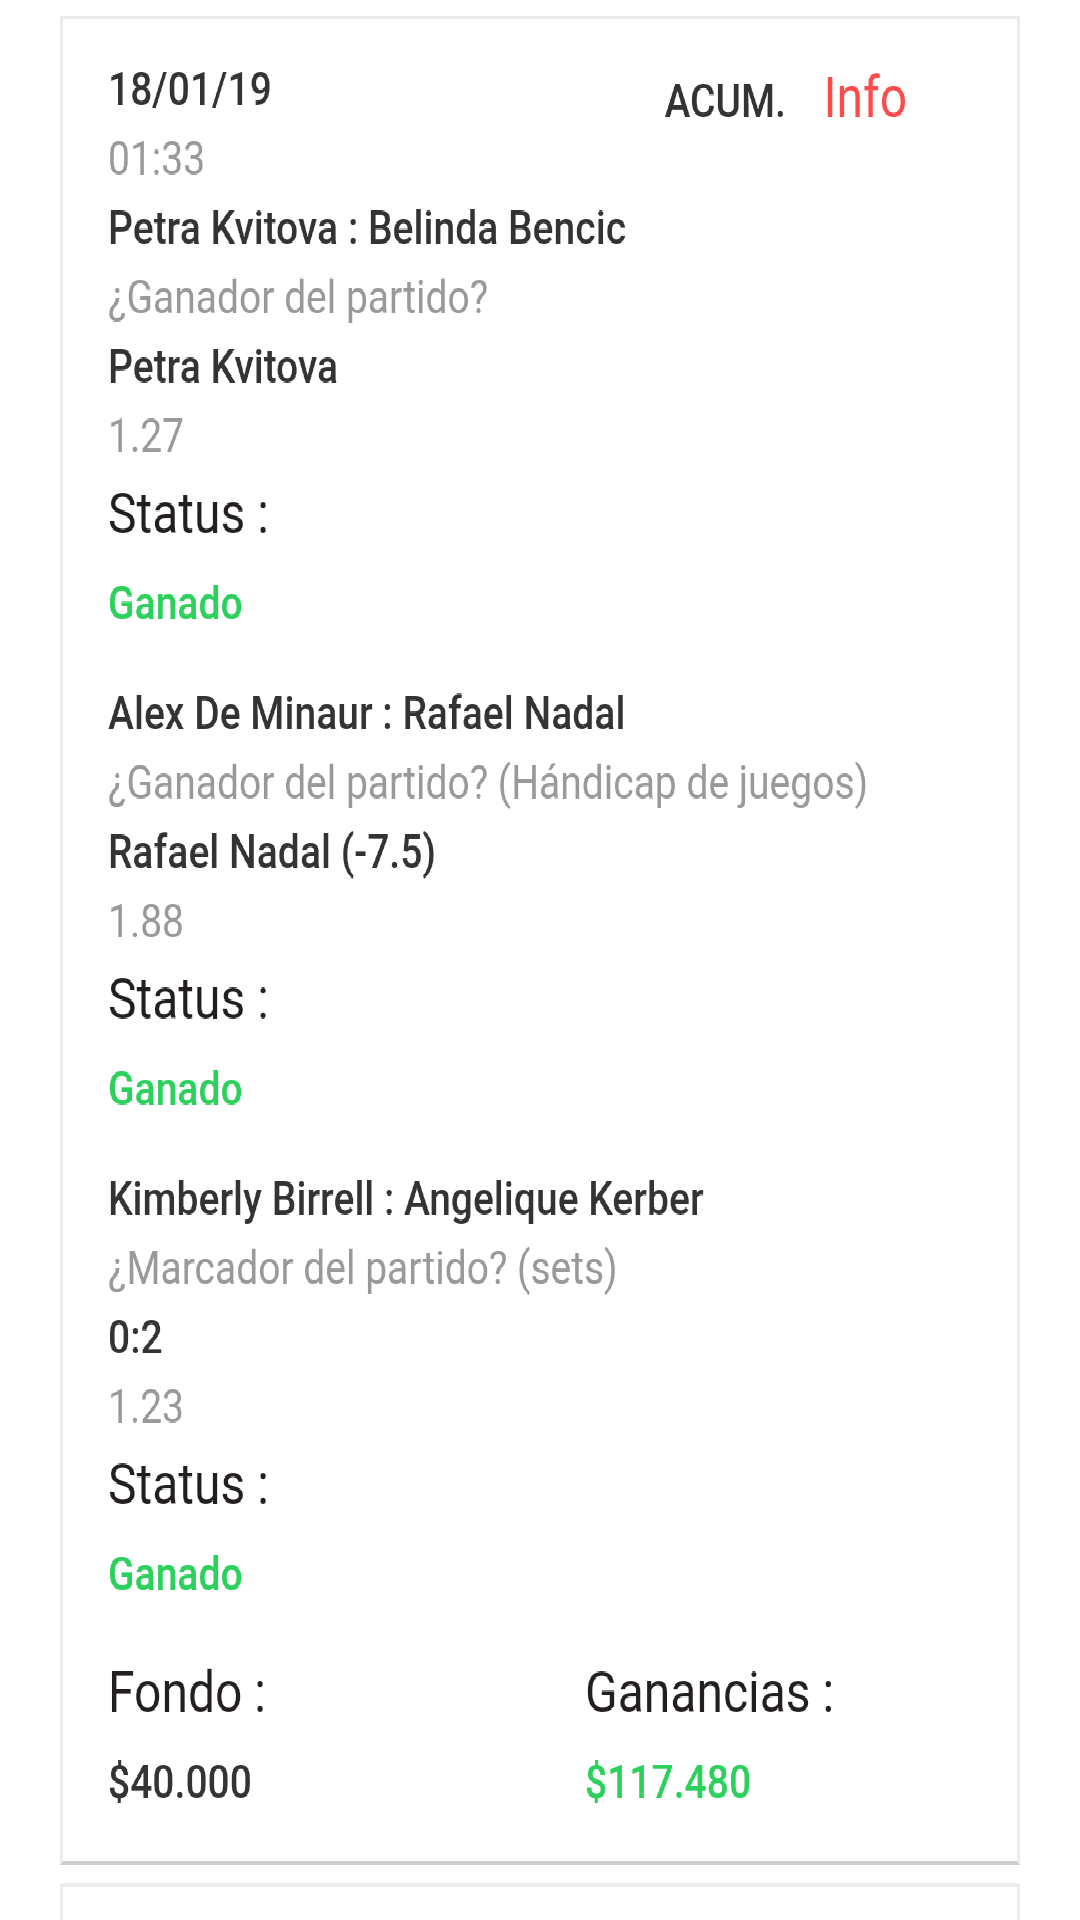 18/01/19
ACUM. Info
01:33
Petra Kvitova : Belinda Bencic
¿Ganador del partido?
Petra Kvitova
1.27
Status :
Ganado
Alex De Minaur : Rafael Nadal
¿Ganador del partido? (Hándicap de juegos)
Rafael Nadal (-7.5)
1.88
Status :
Ganado
Kimberly Birrell : Angelique Kerber
¿Marcador del partido? (sets)
0:2
1.23
Status :
Ganado
Fondo : Ganancias :
$40.000 $117.480